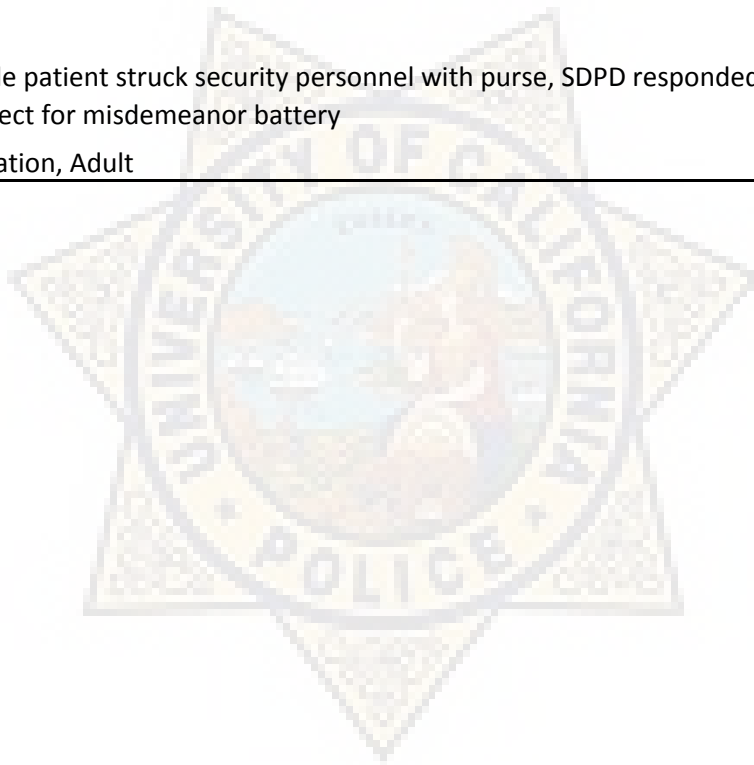 le patient struck security personnel with purse, SDPD responded
ect for misdemeanor battery
ation, Adult
UNIVERSITY OF CALIFORNIA
POLICE